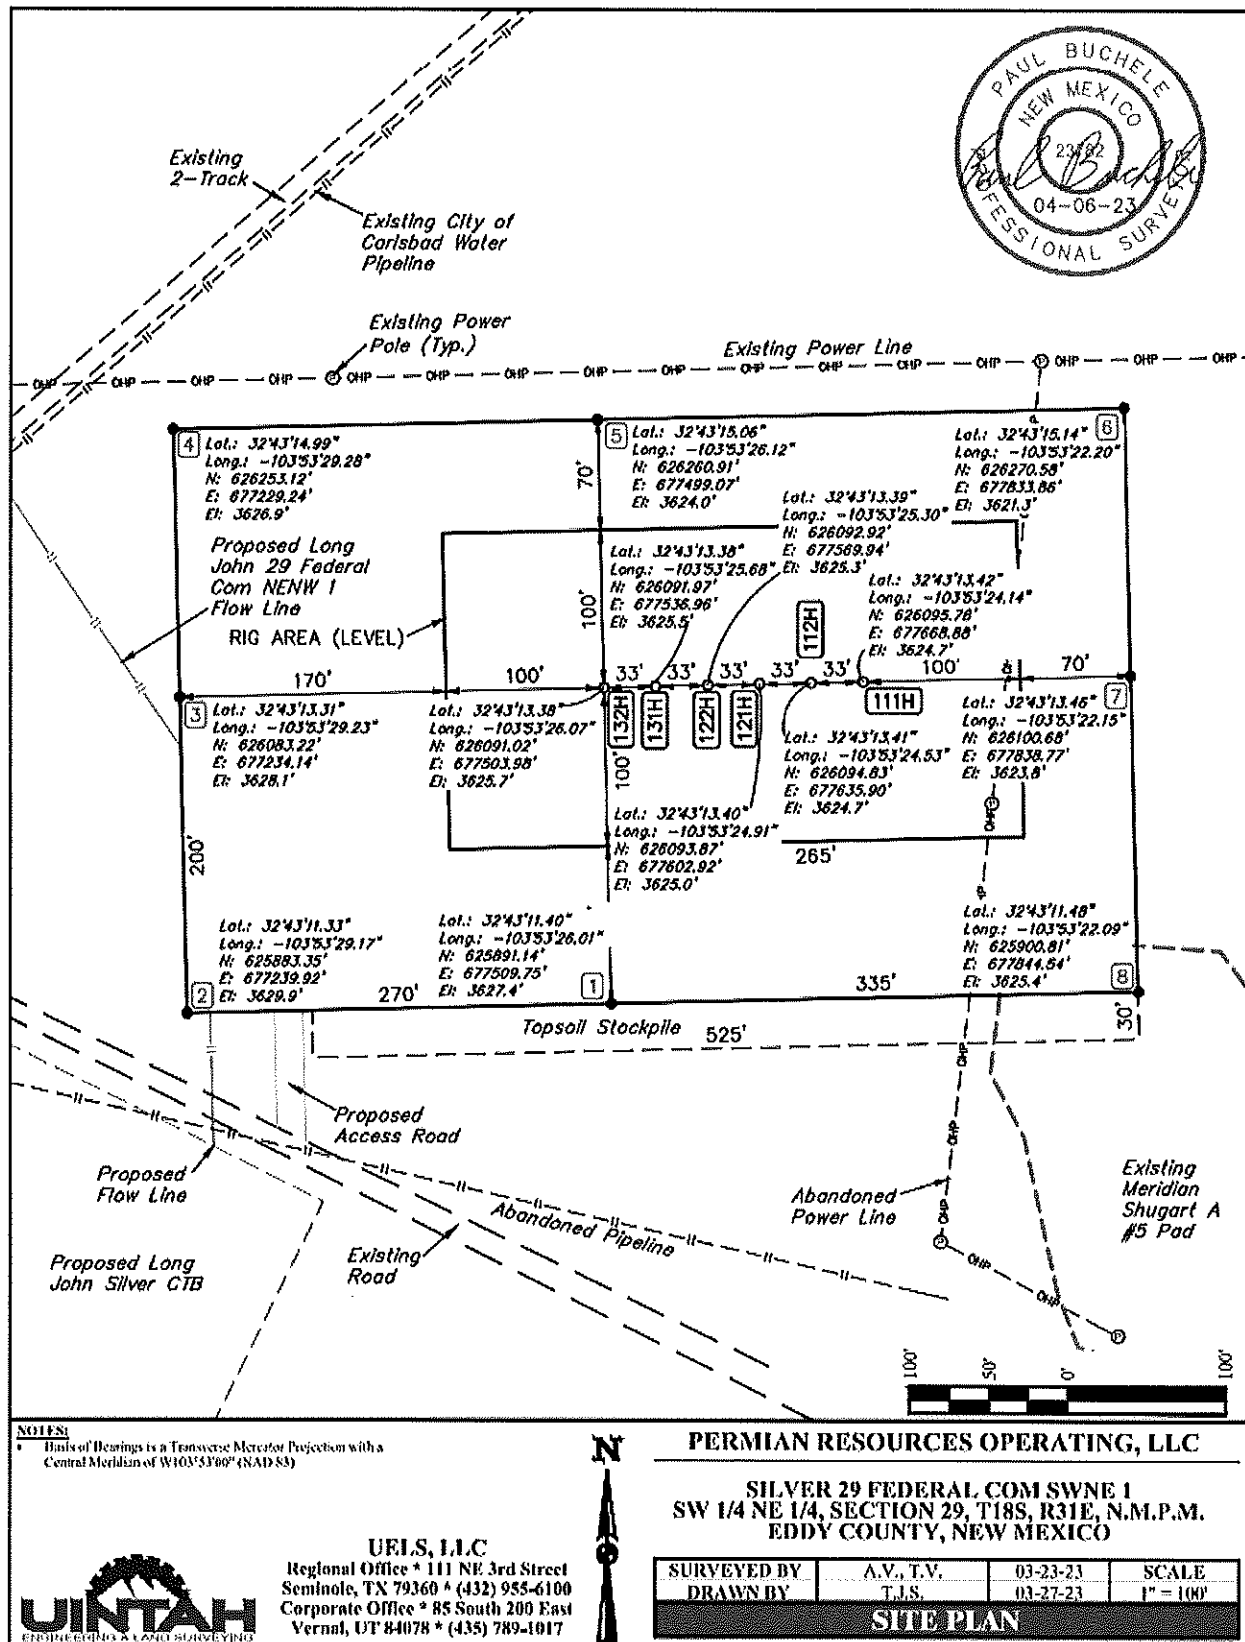 PAUL BUCHELE
NEW MEXICO
04-06-23
PROFESSIONAL SURVEYOR
Existing
2-Track
Existing City of
Carlsbad Water
Pipeline
Existing Power
Pole (Typ.)
Existing Power Line
OHP OHP OHP OHP OHP OHP OHP OHP OHP OHP OHP OHP OHP
4
Lat.: 32°43'14.99"
Long.: -103°53'29.28"
N: 626253.12'
E: 677229.24'
El: 3626.9'
5
Lat.: 32°43'15.06"
Long.: -103°53'26.12"
N: 626260.91'
E: 677499.07'
El: 3624.0'
6
Lat.: 32°43'15.14"
Long.: -103°53'22.20"
N: 626270.58'
E: 677833.86'
El: 3621.3'
70'
Lat.: 32°43'13.39"
Long.: -103°53'25.30"
N: 626092.92'
E: 677569.94'
El: 3625.3'
Proposed Long
John 29 Federal
Com NENW 1
Flow Line
RIG AREA (LEVEL)
Lat.: 32°43'13.38"
Long.: -103°53'25.68"
N: 626091.97'
E: 677536.96'
El: 3625.5'
Lat.: 32°43'13.42"
Long.: -103°53'24.14"
N: 626095.78'
E: 677668.88'
El: 3624.7'
100'
112H
170'
100'
33'
33'
33'
33'
33'
100'
70'
132H
131H
122H
121H
111H
3
Lat.: 32°43'13.31"
Long.: -103°53'29.23"
N: 626083.22'
E: 677234.14'
El: 3628.1'
Lat.: 32°43'13.38"
Long.: -103°53'26.07"
N: 626091.02'
E: 677503.98'
El: 3625.7'
Lat.: 32°43'13.41"
Long.: -103°53'24.53"
N: 626094.83'
E: 677635.90'
El: 3624.7'
7
Lat.: 32°43'13.46"
Long.: -103°53'22.15"
N: 626100.68'
E: 677838.77'
El: 3623.8'
100'
200'
Lat.: 32°43'13.40"
Long.: -103°53'24.91"
N: 626093.87'
E: 677602.92'
El: 3625.0'
265'
OHP
2
Lat.: 32°43'11.33"
Long.: -103°53'29.17"
N: 625883.35'
E: 677239.92'
El: 3629.9'
Lat.: 32°43'11.40"
Long.: -103°53'26.01"
N: 625891.14'
E: 677509.75'
El: 3627.4'
1
Lat.: 32°43'11.48"
Long.: -103°53'22.09"
N: 625900.81'
E: 677844.54'
El: 3625.4'
8
270'
335'
30'
Topsoil Stockpile
525'
OHP
OHP
OHP
OHP
Proposed
Access Road
Proposed
Flow Line
Abandoned Pipeline
Abandoned
Power Line
Existing
Meridian
Shugart A
#5 Pad
Existing
Road
Proposed Long
John Silver CTB
100'
50'
0'
100'
NOTES:
• Basis of Bearings is a Transverse Mercator Projection with a
Central Meridian of W103°53'00" (NAD 83)
N
PERMIAN RESOURCES OPERATING, LLC
SILVER 29 FEDERAL COM SWNE 1
SW 1/4 NE 1/4, SECTION 29, T18S, R31E, N.M.P.M.
EDDY COUNTY, NEW MEXICO
UINTAH
ENGINEERING & LAND SURVEYING
UELS, LLC
Regional Office * 111 NE 3rd Street
Seminole, TX 79360 * (432) 955-6100
Corporate Office * 85 South 200 East
Vernal, UT 84078 * (435) 789-1017
SURVEYED BY A.V., T.V. 03-23-23 SCALE
DRAWN BY T.J.S. 03-27-23 1" = 100'
SITE PLAN